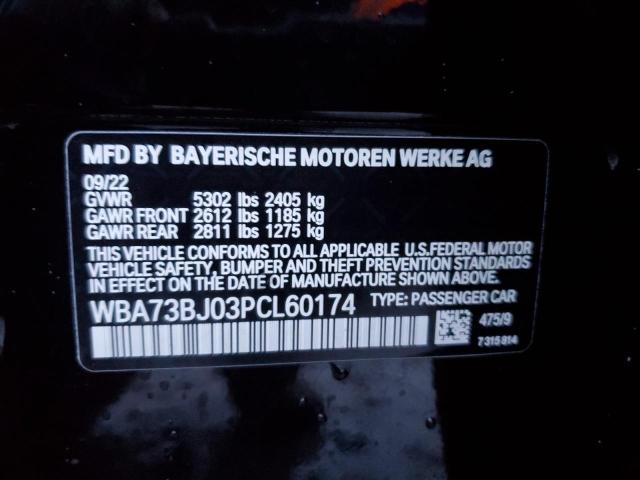 MFD BY BAYERISCHE MOTOREN WERKE AG
09/22
GVWR 5302 lbs 2405 kg
GAWR FRONT 2612 lbs 1185 kg
GAWR REAR 2811 lbs 1275 kg
THIS VEHICLE CONFORMS TO ALL APPLICABLE U.S.FEDERAL MOTOR
VEHICLE SAFETY, BUMPER, AND THEFT PREVENTION STANDARDS
IN EFFECT ON THE DATE OF MANUFACTURE SHOWN ABOVE.
WBA73BJ03PCL60174 TYPE: PASSENGER CAR
475/9
7 315 814